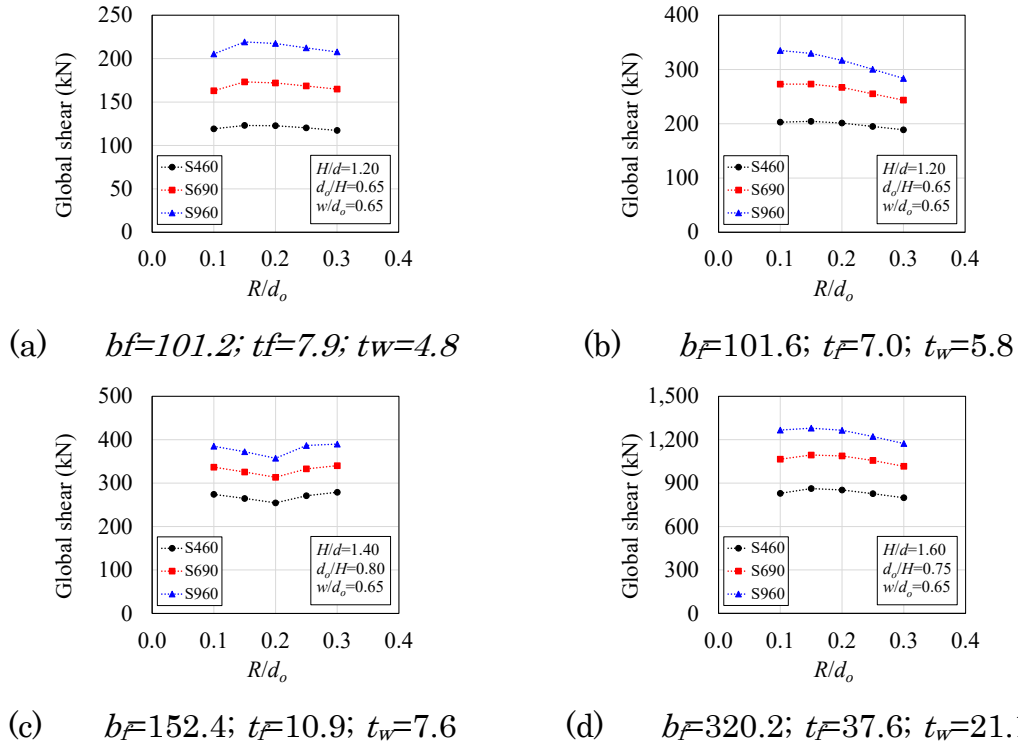 250
200
150
100
50
0
Global shear (kN)
S460
S690
S960
H/d=1.20
do/H=0.65
w/do=0.65
0.0 0.1 0.2 0.3 0.4
R/do
(a) bf=101.2; tf=7.9; tw=4.8
400
300
200
100
0
Global shear (kN)
S460
S690
S960
H/d=1.20
do/H=0.65
w/do=0.65
0.0 0.1 0.2 0.3 0.4
R/do
(b) bf=101.6; tf=7.0; tw=5.8
500
400
300
200
100
0
Global shear (kN)
S460
S690
S960
H/d=1.40
do/H=0.80
w/do=0.65
0.0 0.1 0.2 0.3 0.4
R/do
(c) bf=152.4; tf=10.9; tw=7.6
1,500
1,200
900
600
300
0
Global shear (kN)
S460
S690
S960
H/d=1.60
do/H=0.75
w/do=0.65
0.0 0.1 0.2 0.3 0.4
R/do
(d) bf=320.2; tf=37.6; tw=21.